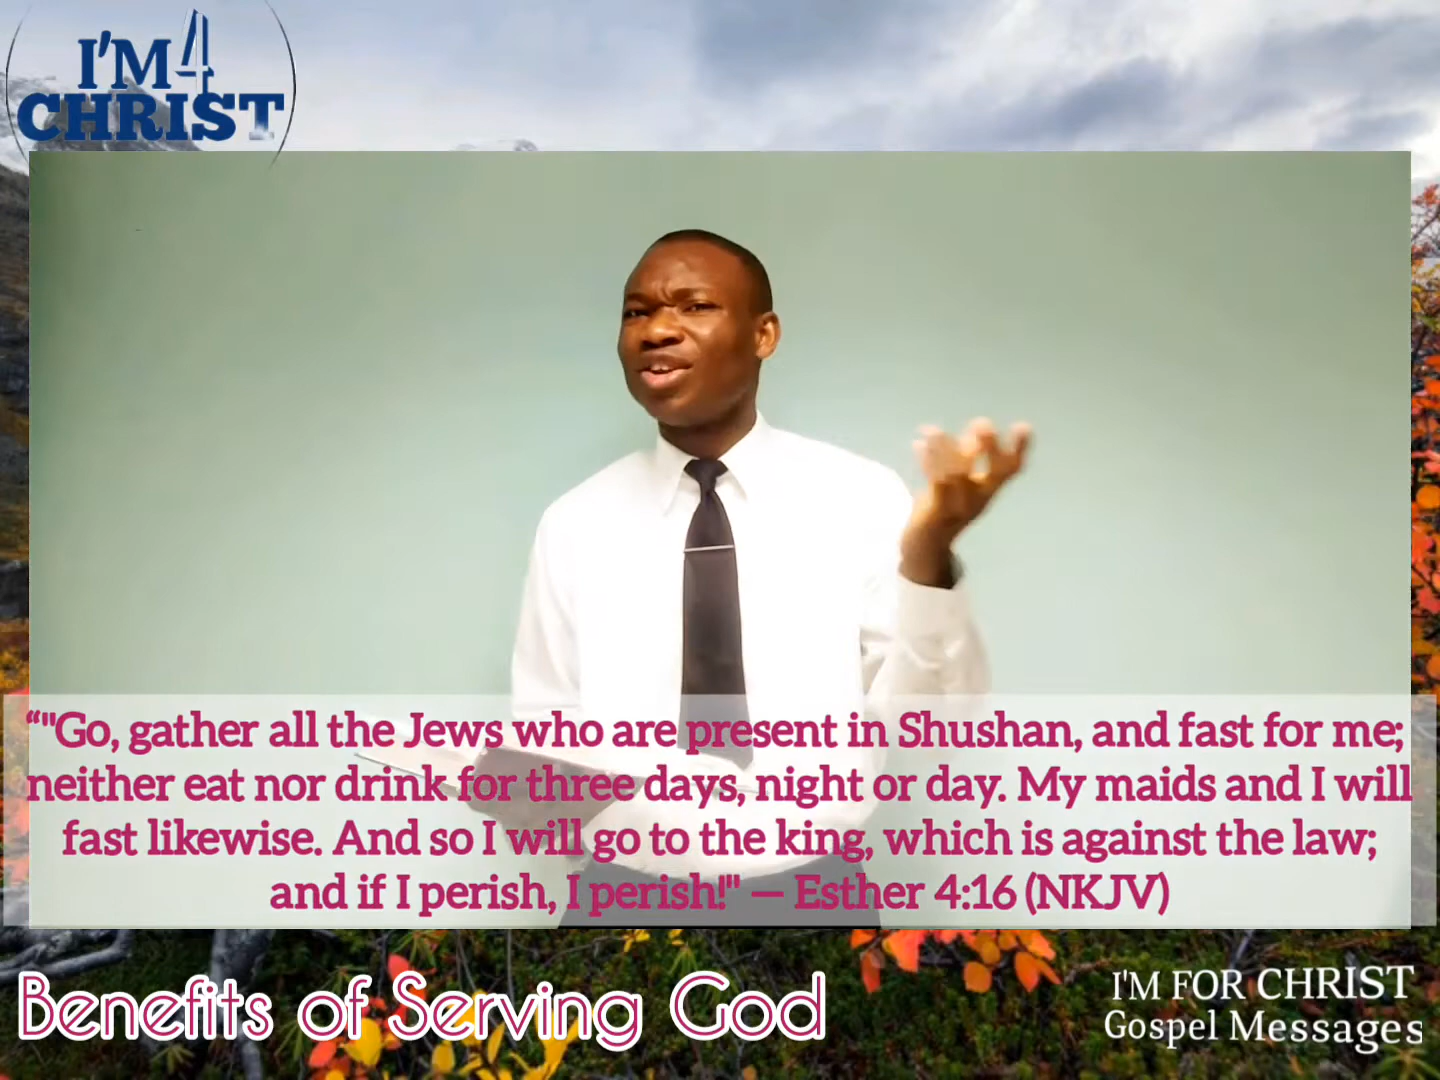 I'M 4
CHRIST
“"Go, gather all the Jews who are present in Shushan, and fast for me;
neither eat nor drink for three days, night or day. My maids and I will
fast likewise. And so I will go to the king, which is against the law;
and if I perish, I perish!" — Esther 4:16 (NKJV)
Benefits of Serving God
I'M FOR CHRIST
Gospel Messages